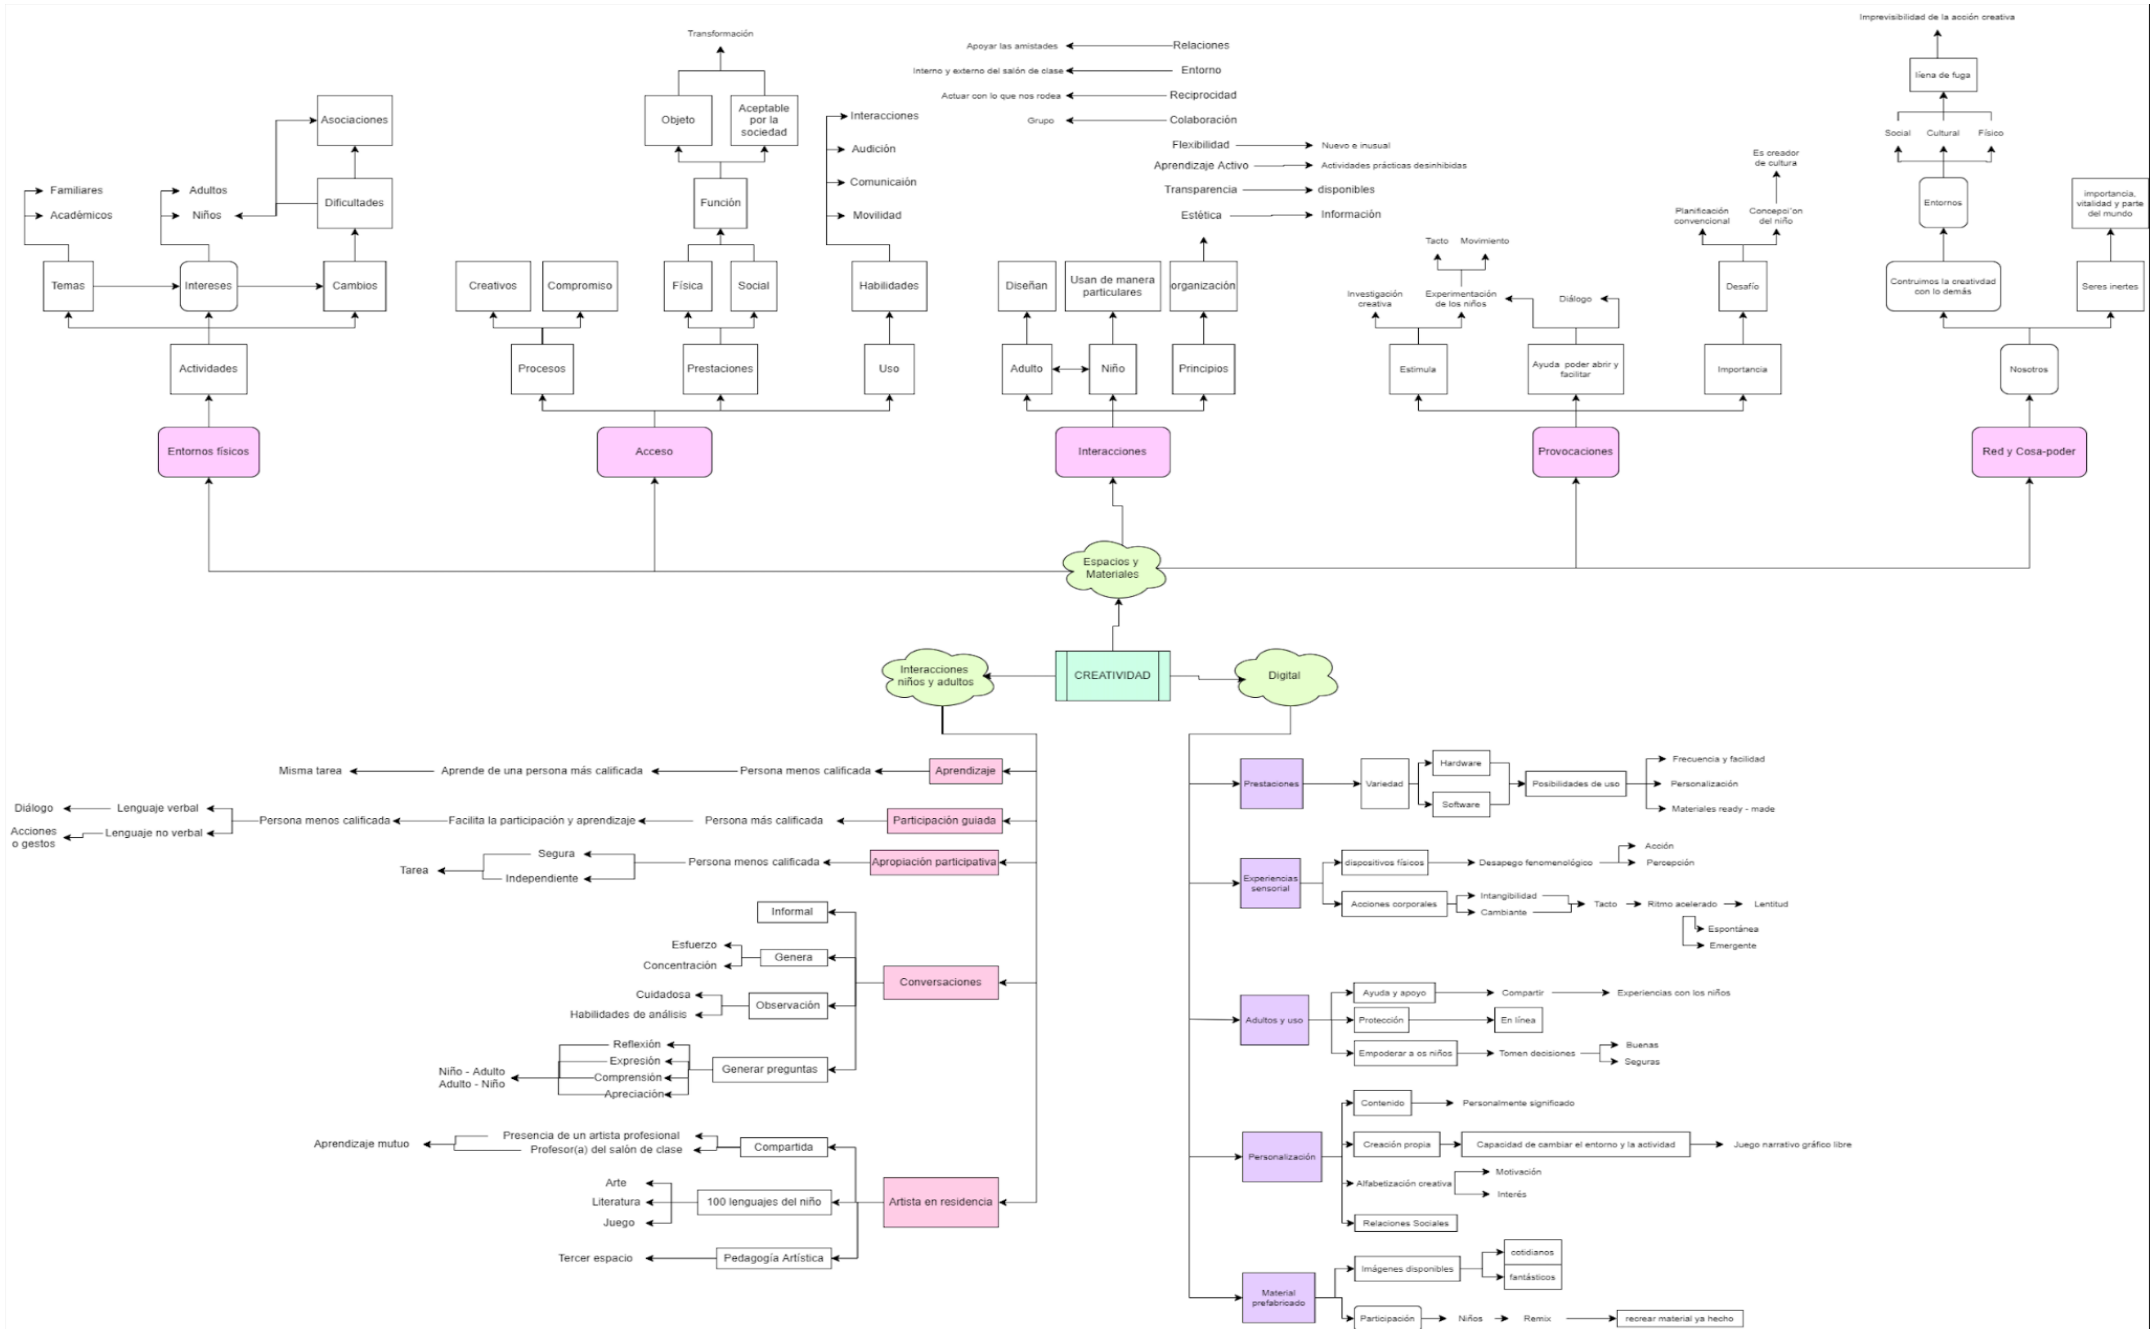 Imprevisibilidad de la acción creativa
Transformación
Apoyar las amistades
Relaciones
Interno y externo del salón de clase
Entorno
líena de fuga
Actuar con lo que nos rodea
Reciprocidad
Asociaciones
Objeto
Aceptable
por la
sociedad
Interacciones
Grupo
Colaboración
Social
Cultural
Físico
Audición
Flexibilidad
Nuevo e inusual
Aprendizaje Activo
Actividades prácticas desinhibidas
Es creador
de cultura
Familiares
Adultos
Dificultades
Función
Comunicaión
Transparencia
disponibles
Entornos
importancia,
vitalidad y parte
del mundo
Académicos
Niños
Movilidad
Estética
Información
Planificación
convencional
del niño
Tacto
Movimiento
Temas
Intereses
Cambios
Creativos
Compromiso
Física
Social
Habilidades
Diseñan
Usan de manera
particulares
organización
Investigación
creativa
Experimentación
de los niños
Diálogo
Desafío
Contruimos la creativdad
con lo demás
Seres inertes
Actividades
Procesos
Prestaciones
Uso
Adulto
Niño
Principios
Estimula
Ayuda poder abrir y
facilitar
Importancia
Nosotros
Entornos físicos
Acceso
Interacciones
Provocaciones
Red y Cosa-poder
Espacios y
Materiales
Interacciones
niños y adultos
CREATIVIDAD
Digital
Misma tarea
Aprende de una persona más calificada
Persona menos calificada
Aprendizaje
Diálogo
Lenguaje verbal
Acciones
o gestos
Lenguaje no verbal
Persona menos calificada
Facilita la participación y aprendizaje
Persona más calificada
Participación guiada
Tarea
Segura
Independiente
Persona menos calificada
Apropiación participativa
Informal
Esfuerzo
Concentración
Genera
Cuidadosa
Habilidades de análisis
Observación
Conversaciones
Niño - Adulto
Adulto - Niño
Reflexión
Expresión
Comprensión
Apreciación
Generar preguntas
Aprendizaje mutuo
Presencia de un artista profesional
Profesor(a) del salón de clase
Compartida
Arte
Literatura
Juego
100 lenguajes del niño
Artista en residencia
Tercer espacio
Pedagogía Artística
Prestaciones
Variedad
Hardware
Software
Posibilidades de uso
Frecuencia y facilidad
Personalización
Materiales ready - made
Experiencias
sensorial
dispositivos físicos
Desapego fenomenológico
Acción
Percepción
Acciones corporales
Intangibilidad
Cambiante
Tacto
Ritmo acelerado
Lentitud
Espontánea
Emergente
Adultos y uso
Ayuda y apoyo
Compartir
Experiencias con los niños
Protección
En línea
Empoderar a os niños
Tomen decisiones
Buenas
Seguras
Personalización
Contenido
Personalmente significado
Creación propia
Capacidad de cambiar el entorno y la actividad
Juego narrativo gráfico libre
Alfabetización creativa
Motivación
Interés
Relaciones Sociales
Material
prefabricado
Imágenes disponibles
cotidianos
fantásticos
Participación
Niños
Remix
recrear material ya hecho